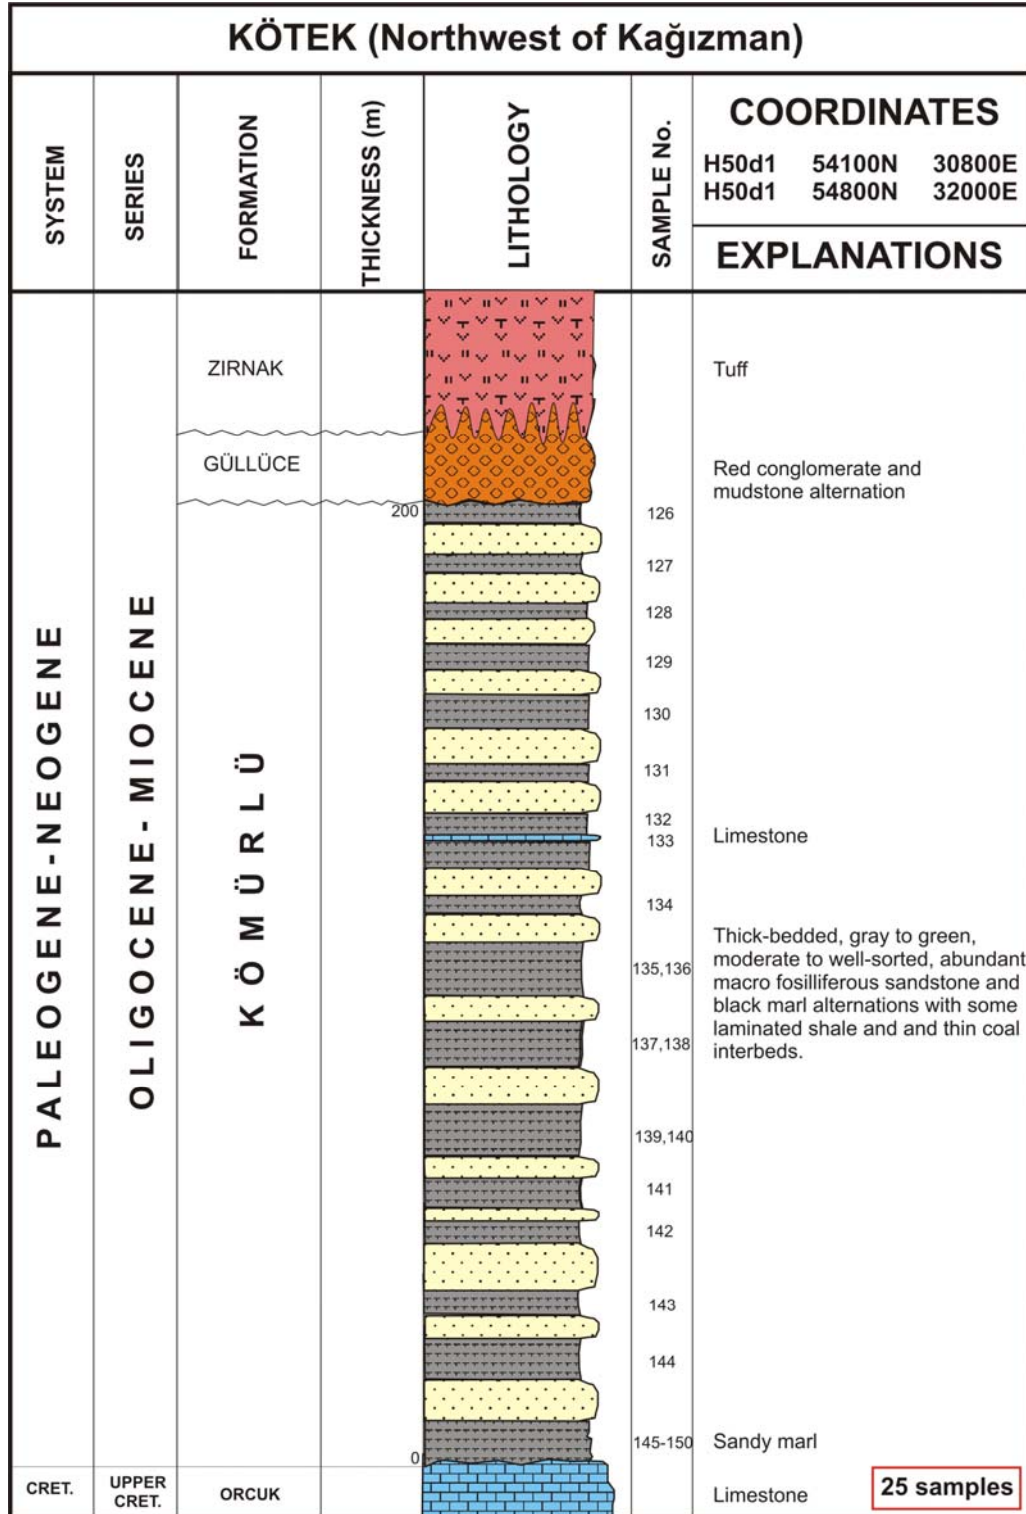 KÖTEK (Northwest of Kağızman)
SYSTEM
SERIES
FORMATION
THICKNESS (m)
LITHOLOGY
SAMPLE No.
COORDINATES
H50d1 54100N 30800E
H50d1 54800N 32000E
EXPLANATIONS
PALEOGENE-NEOGENE
OLIGOCENE-MIOCENE
ZIRNAK
Tuff
GÜLLÜCE
Red conglomerate and
mudstone alternation
KÖMÜRLÜ
200
126
127
128
129
130
131
132
133
Limestone
134
135,136
137,138
Thick-bedded, gray to green,
moderate to well-sorted, abundant
macro fosilliferous sandstone and
black marl alternations with some
laminated shale and and thin coal
interbeds.
139,140
141
142
143
144
145-150
Sandy marl
0
CRET.
UPPER
CRET.
ORCUK
Limestone
25 samples